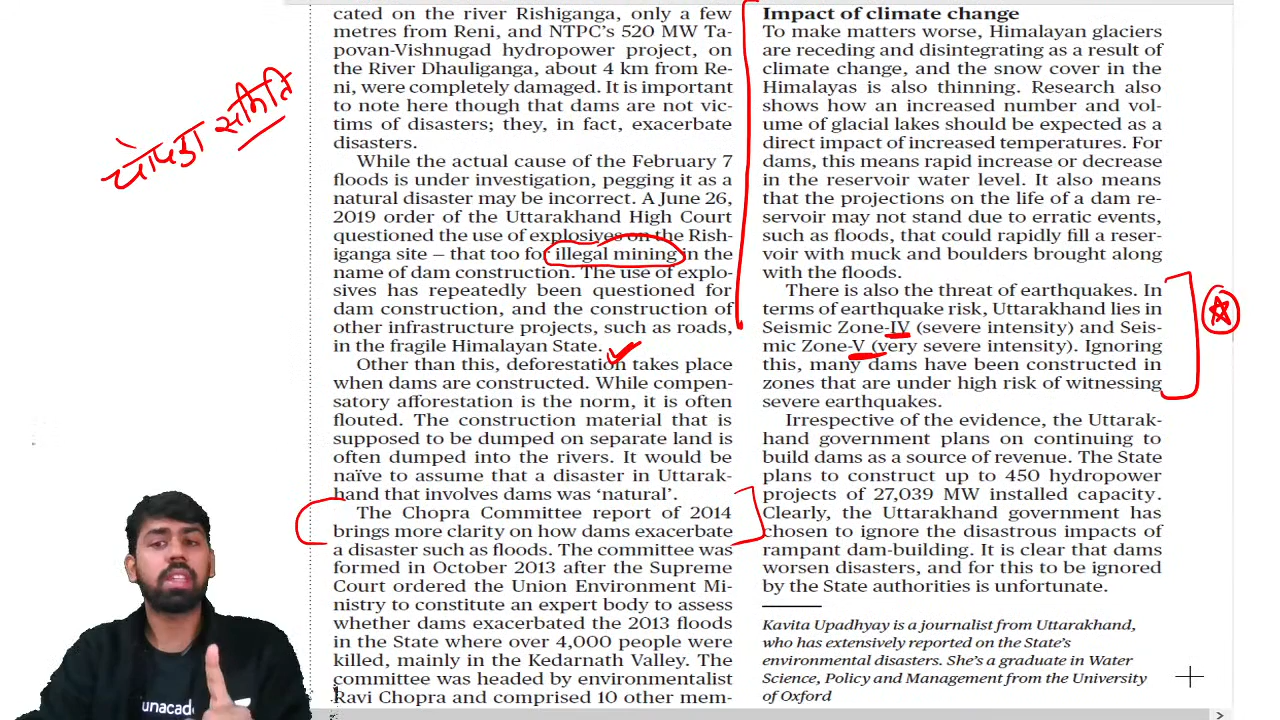 चोपडा समिति
cated on the river Rishiganga, only a few
metres from Reni, and NTPC's 520 MW Ta-
povan-Vishnugad hydropower project, on
the River Dhauliganga, about 4 km from Re-
ni, were completely damaged. It is important
to note here though that dams are not vic-
tims of disasters; they, in fact, exacerbate
disasters.
While the actual cause of the February 7
floods is under investigation, pegging it as a
natural disaster may be incorrect. A June 26,
2019 order of the Uttarakhand High Court
questioned the use of explosives on the Rish-
iganga site – that too for illegal mining in the
name of dam construction. The use of explo-
sives has repeatedly been questioned for
dam construction, and the construction of
other infrastructure projects, such as roads,
in the fragile Himalayan State.
Other than this, deforestation takes place
when dams are constructed. While compen-
satory afforestation is the norm, it is often
flouted. The construction material that is
supposed to be dumped on separate land is
often dumped into the rivers. It would be
naïve to assume that a disaster in Uttarak-
hand that involves dams was 'natural'.
The Chopra Committee report of 2014
brings more clarity on how dams exacerbate
a disaster such as floods. The committee was
formed in October 2013 after the Supreme
Court ordered the Union Environment Mi-
nistry to constitute an expert body to assess
whether dams exacerbated the 2013 floods
in the State where over 4,000 people were
killed, mainly in the Kedarnath Valley. The
committee was headed by environmentalist
Ravi Chopra and comprised 10 other mem-
Impact of climate change
To make matters worse, Himalayan glaciers
are receding and disintegrating as a result of
climate change, and the snow cover in the
Himalayas is also thinning. Research also
shows how an increased number and vol-
ume of glacial lakes should be expected as a
direct impact of increased temperatures. For
dams, this means rapid increase or decrease
in the reservoir water level. It also means
that the projections on the life of a dam re-
servoir may not stand due to erratic events,
such as floods, that could rapidly fill a reser-
voir with muck and boulders brought along
with the floods.
There is also the threat of earthquakes. In
terms of earthquake risk, Uttarakhand lies in
Seismic Zone-IV (severe intensity) and Seis-
mic Zone-V (very severe intensity). Ignoring
this, many dams have been constructed in
zones that are under high risk of witnessing
severe earthquakes.
Irrespective of the evidence, the Uttarak-
hand government plans on continuing to
build dams as a source of revenue. The State
plans to construct up to 450 hydropower
projects of 27,039 MW installed capacity.
Clearly, the Uttarakhand government has
chosen to ignore the disastrous impacts of
rampant dam-building. It is clear that dams
worsen disasters, and for this to be ignored
by the State authorities is unfortunate.
Kavita Upadhyay is a journalist from Uttarakhand,
who has extensively reported on the State's
environmental disasters. She's a graduate in Water
Science, Policy and Management from the University
of Oxford
unacade